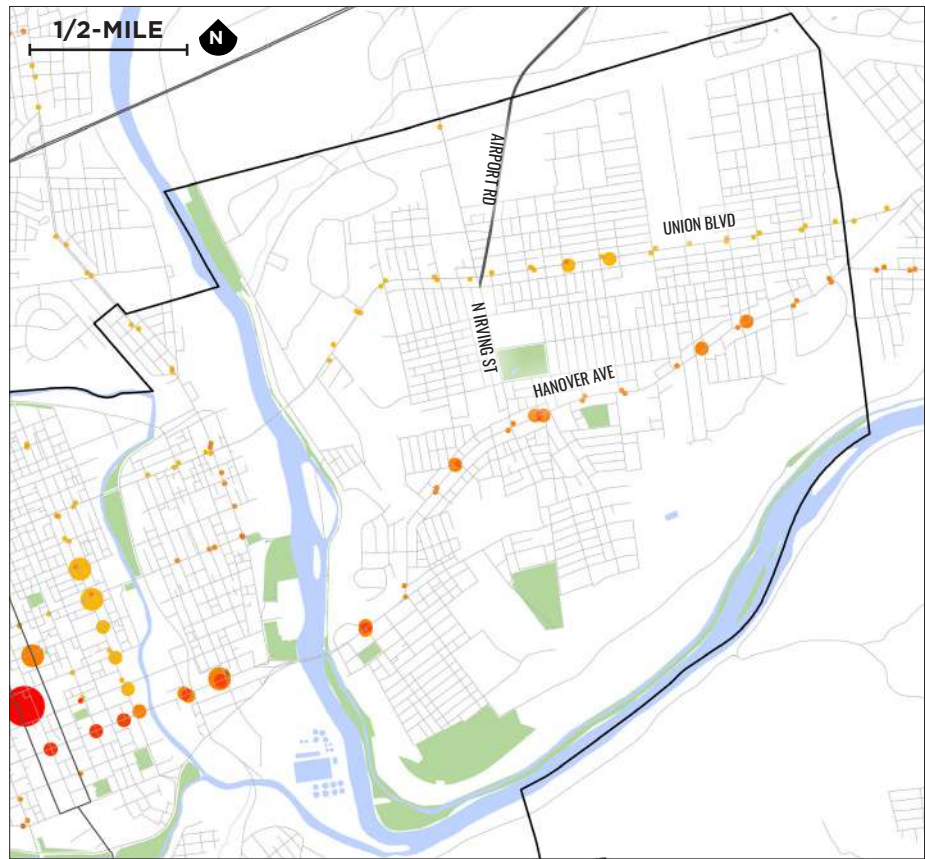 1/2-MILE
N
AIRPORT RD
UNION BLVD
N IRVING ST
HANOVER AVE